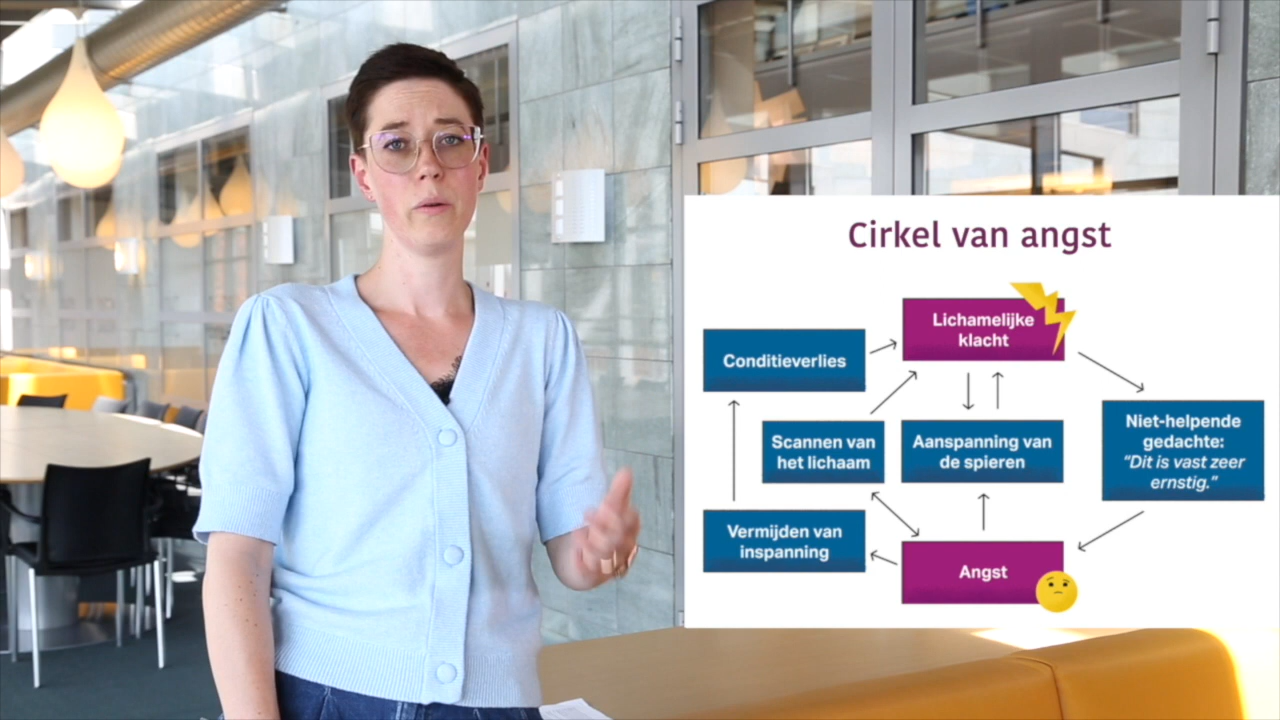 Cirkel van angst
Lichamelijke
klacht
Conditieverlies
Scannen van
het lichaam
Aanspanning van
de spieren
Niet-helpende
gedachte:
“Dit is vast zeer
ernstig.”
Vermijden van
inspanning
Angst